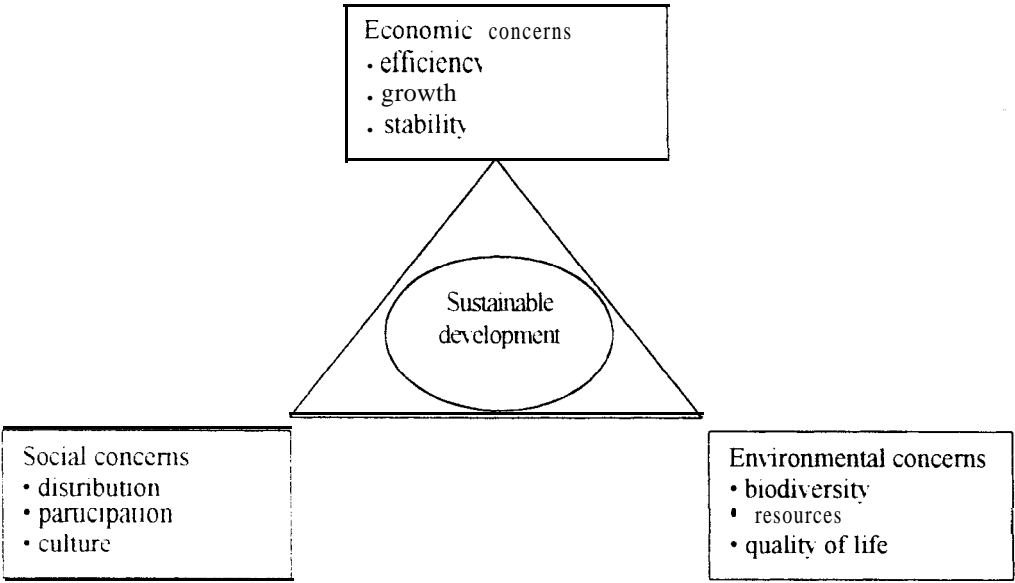 Economic concerns
• efficiency
• growth
• stability
Sustainable
development
Social concerns
• distribution
• participation
• culture
Environmental concerns
• biodiversity
• resources
• quality of life